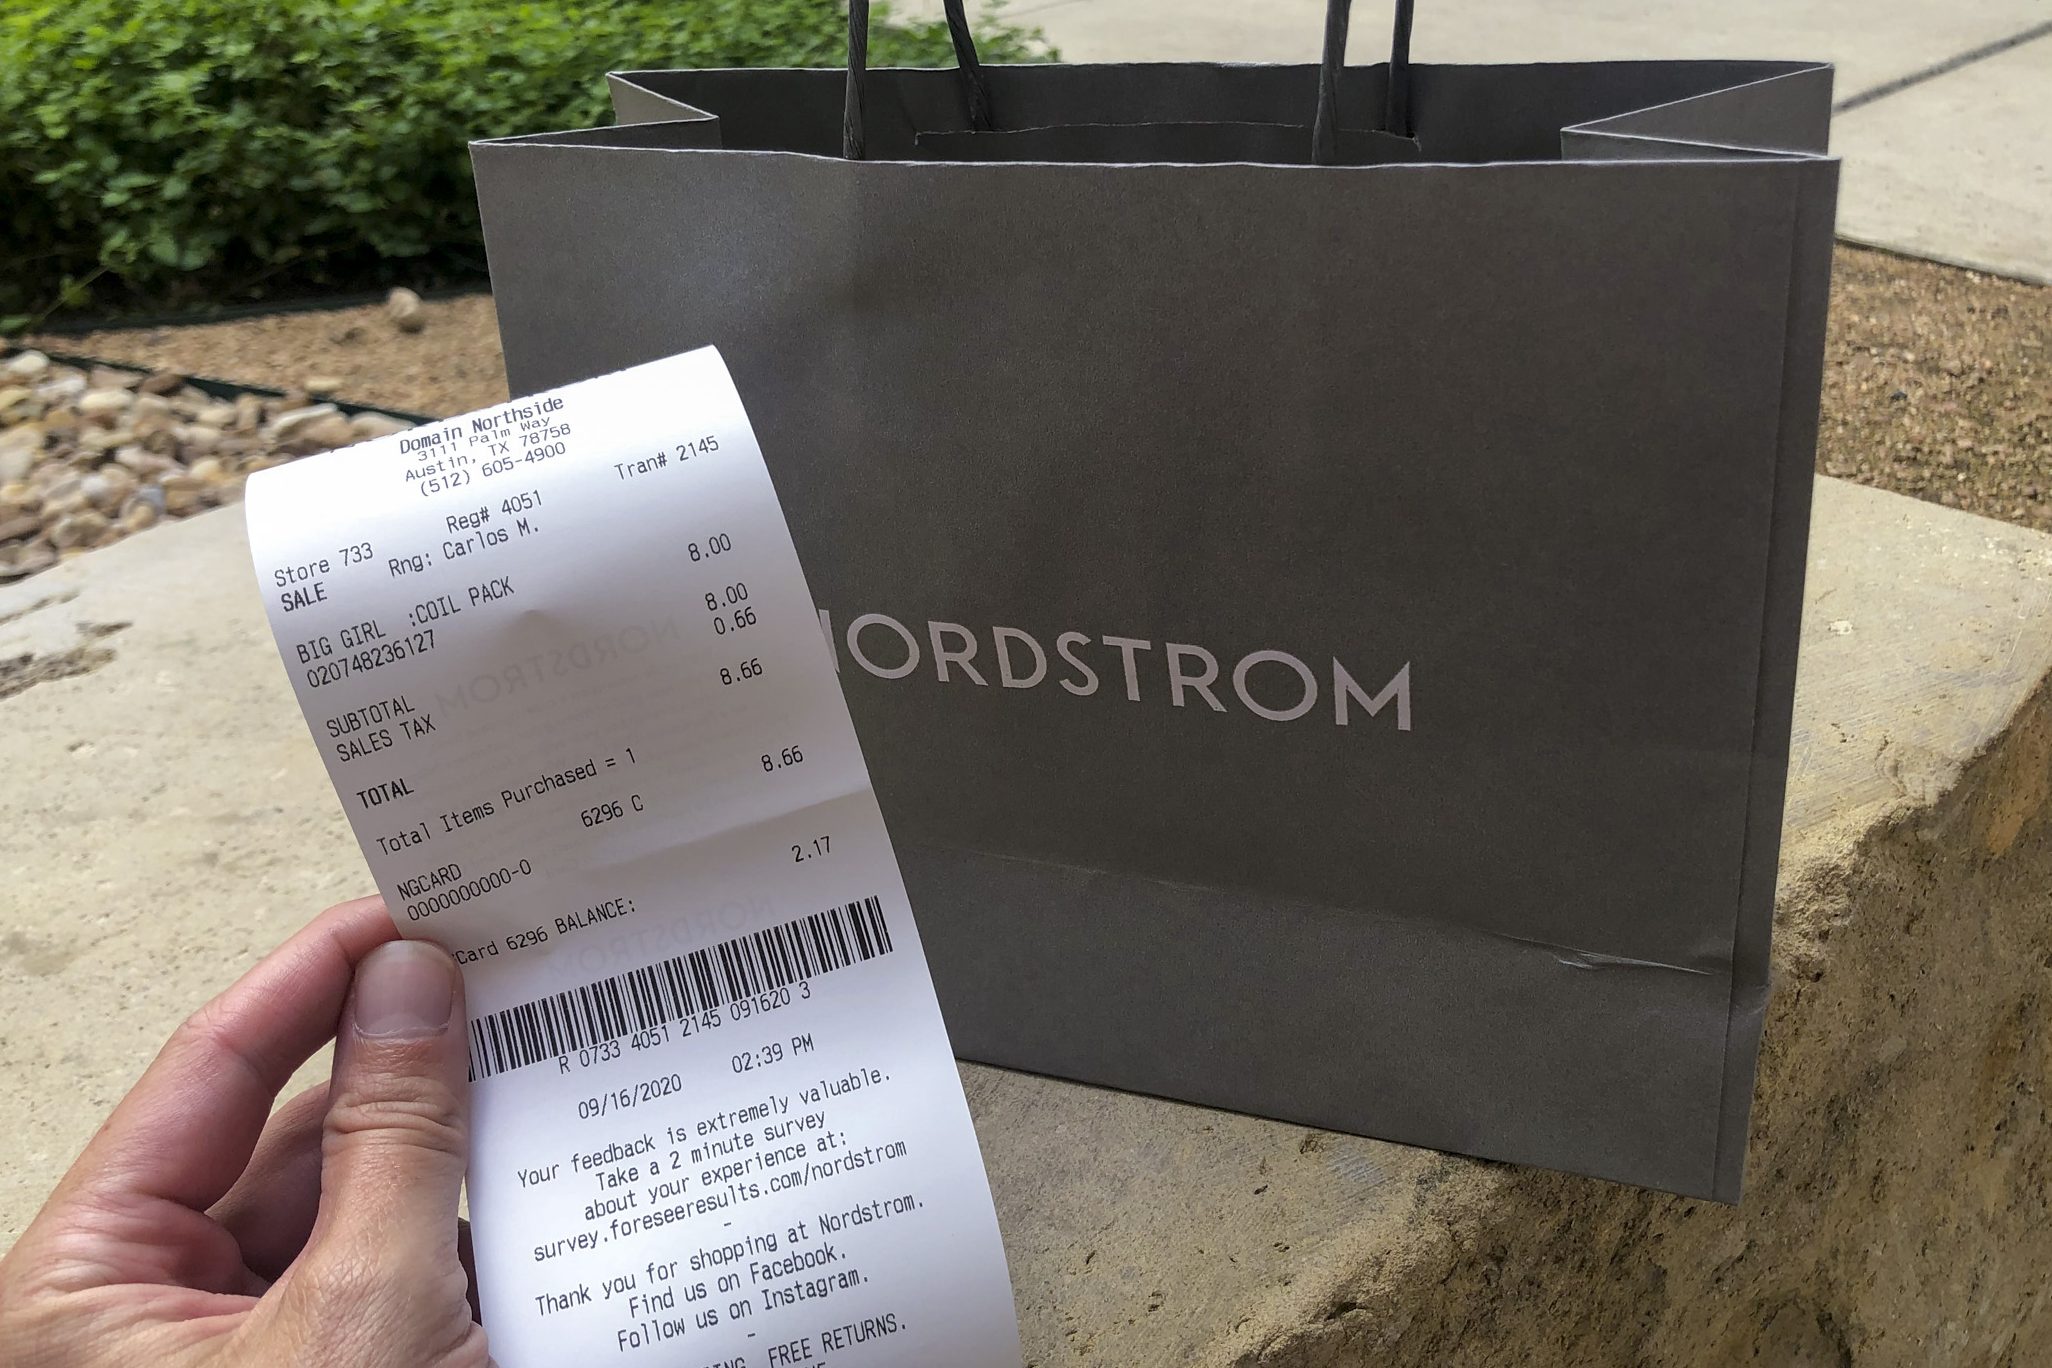 Domain Northside
3111 Palm Way
Austin, TX 78758
(512) 605-4900
Store 733 Reg# 4051 Tran# 2145
SALE Rng: Carlos M.
BIG GIRL :COIL PACK 8.00
020748236127
SUBTOTAL 8.00
SALES TAX 0.66
TOTAL 8.66
Total Items Purchased = 1
NGCARD 6296 C 8.66
0000000000-0
Card 6296 BALANCE: 2.17
R 0733 4051 2145 091620 3
09/16/2020 02:39 PM
Your feedback is extremely valuable.
Take a 2 minute survey
about your experience at:
survey.foreseeresults.com/nordstrom
-
Thank you for shopping at Nordstrom.
Find us on Facebook.
Follow us on Instagram.
-
FREE RETURNS.
NORDSTROM